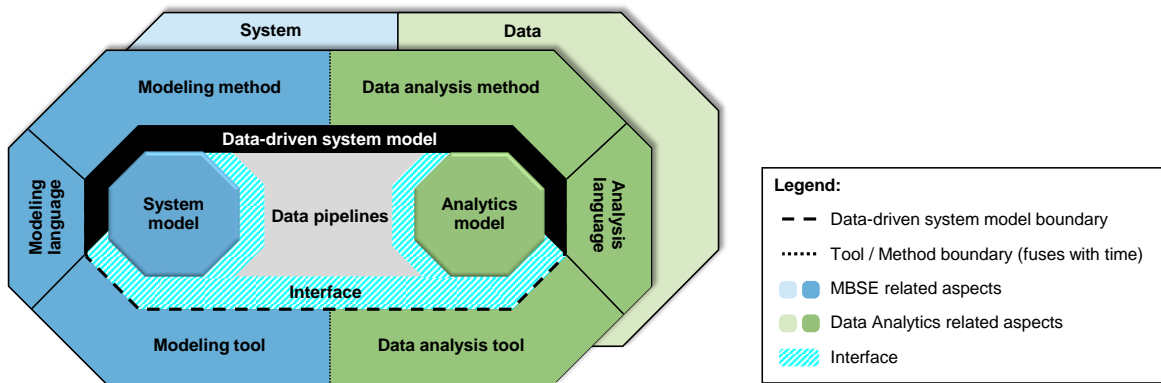 System
Data
Modeling method
Data analysis method
Data-driven system model
Modeling
language
System
model
Data pipelines
Analytics
model
Analysis
language
Interface
Modeling tool
Data analysis tool
Legend:
Data-driven system model boundary
Tool / Method boundary (fuses with time)
MBSE related aspects
Data Analytics related aspects
Interface